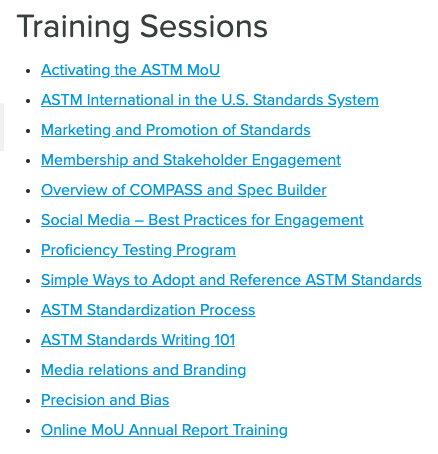 Training Sessions
Activating the ASTM MoU
ASTM International in the U.S. Standards System
Marketing and Promotion of Standards
Membership and Stakeholder Engagement
Overview of COMPASS and Spec Builder
Social Media – Best Practices for Engagement
Proficiency Testing Program
Simple Ways to Adopt and Reference ASTM Standards
ASTM Standardization Process
ASTM Standards Writing 101
Media relations and Branding
Precision and Bias
Online MoU Annual Report Training